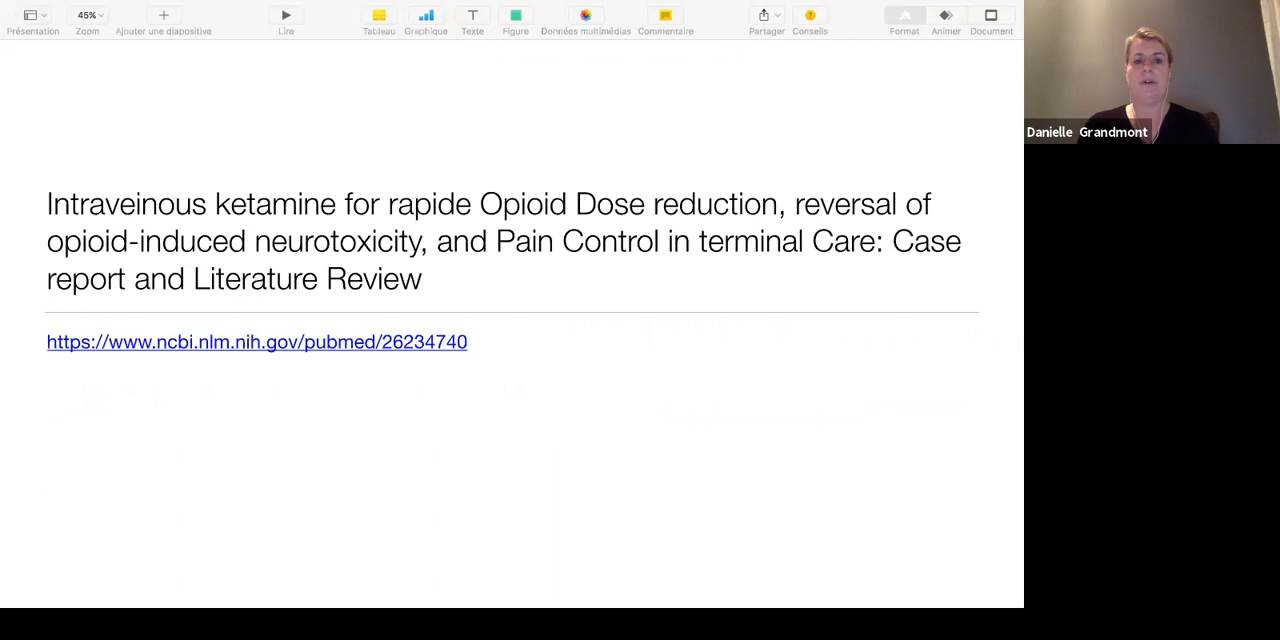 Présentation
45%
Zoom
Ajouter une diapositive
Lire
Tableau
Graphique
T
Texte
Figure
Données multimédias
Commentaire
Partager
?
Conseils
Format
Animer
Document
Danielle Grandmont
Intraveinous ketamine for rapide Opioid Dose reduction, reversal of
opioid-induced neurotoxicity, and Pain Control in terminal Care: Case
report and Literature Review
https://www.ncbi.nlm.nih.gov/pubmed/26234740